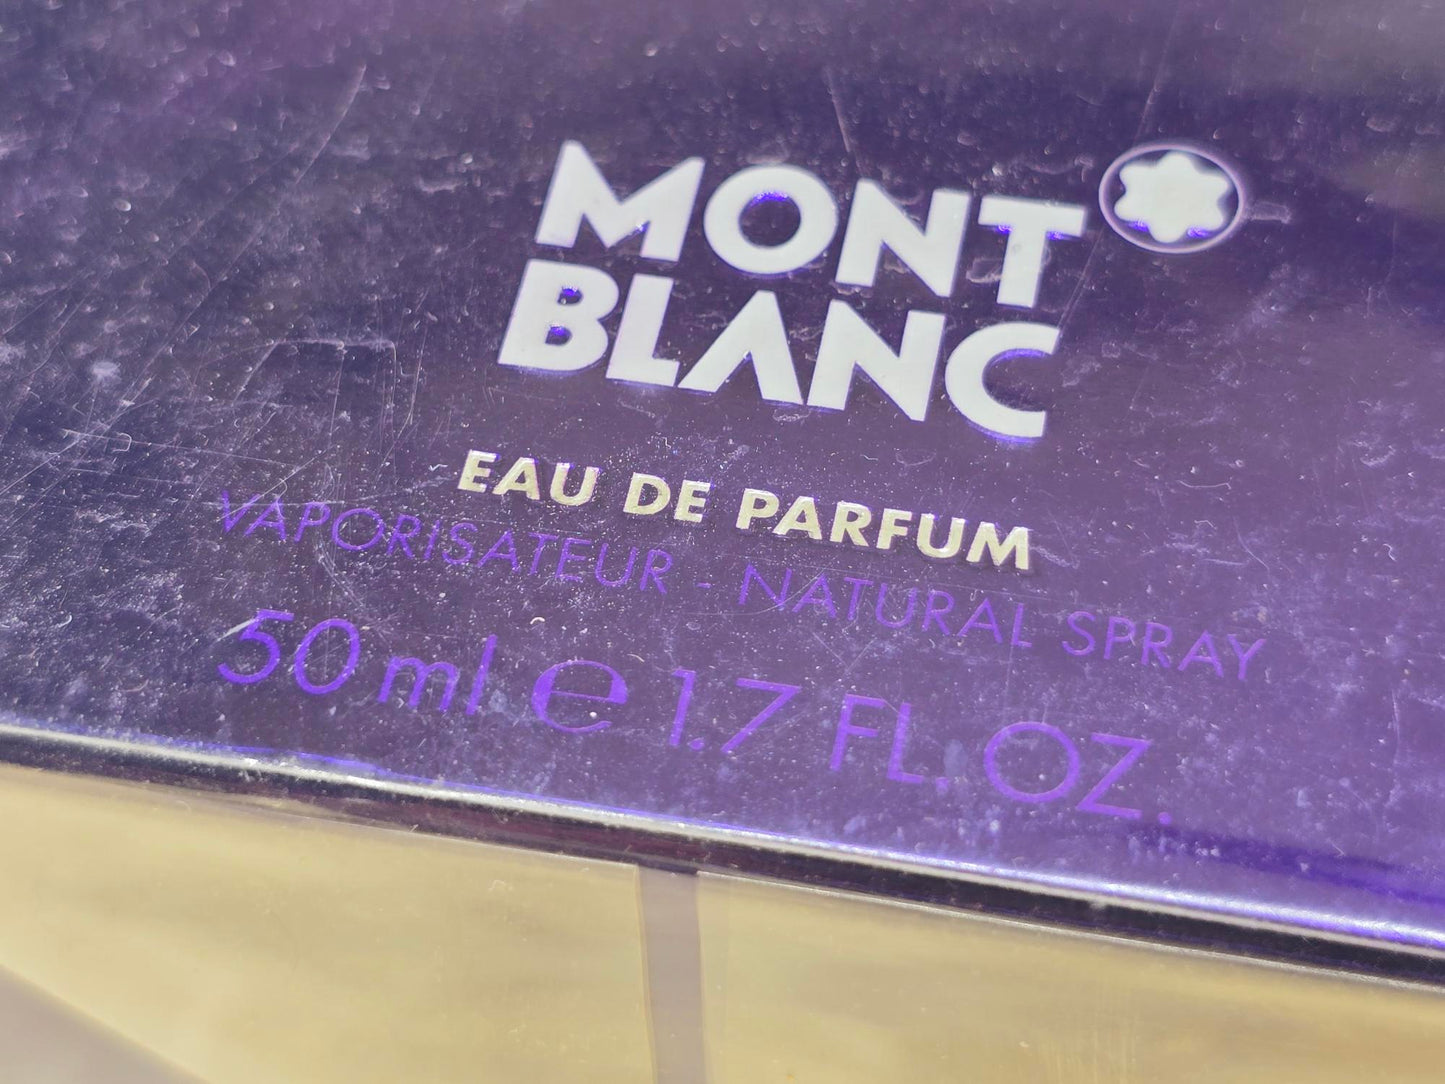 MONT
BLANC
EAU DE PARFUM
VAPORISATEUR - NATURAL SPRAY
50 ml e 1.7 FL. OZ.